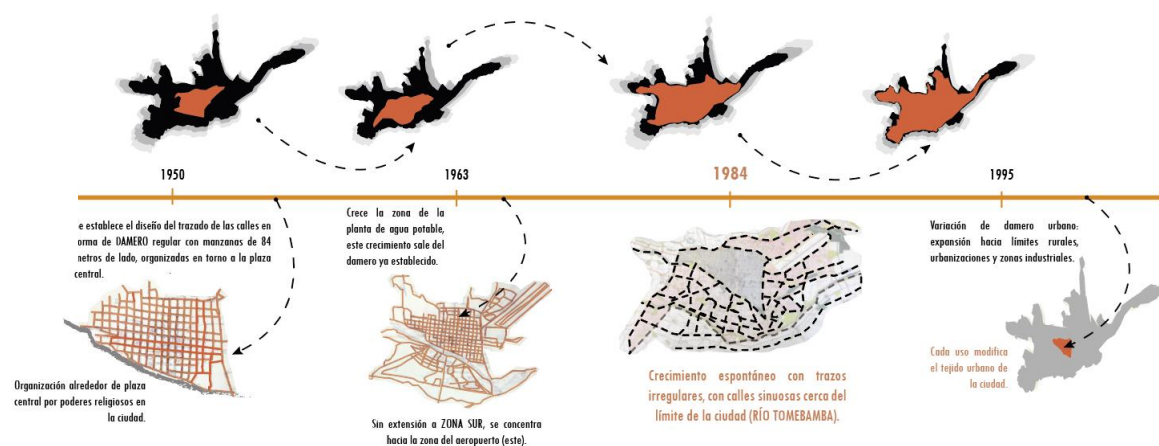 1950
1963
1984
1995
e establece el diseño del trazado de las calles en
orma de DAMERO regular con manzanas de 84
netros de lado, organizadas en torno a la plaza
central.
Organización alrededor de plaza
central por poderes religiosos en
la ciudad.
Crece la zona de la
planta de agua potable,
este crecimiento sale del
damero ya establecido.
Sin extensión a ZONA SUR, se concentra
hacia la zona del aeropuerto (este).
Crecimiento espontáneo con trazos
irregulares, con calles sinuosas cerca del
límite de la ciudad (RÍO TOMEBAMBA).
Variación de damero urbano:
expansión hacia límites rurales,
urbanizaciones y zonas industriales.
Cada uso modifica
el tejido urbano de
la ciudad.